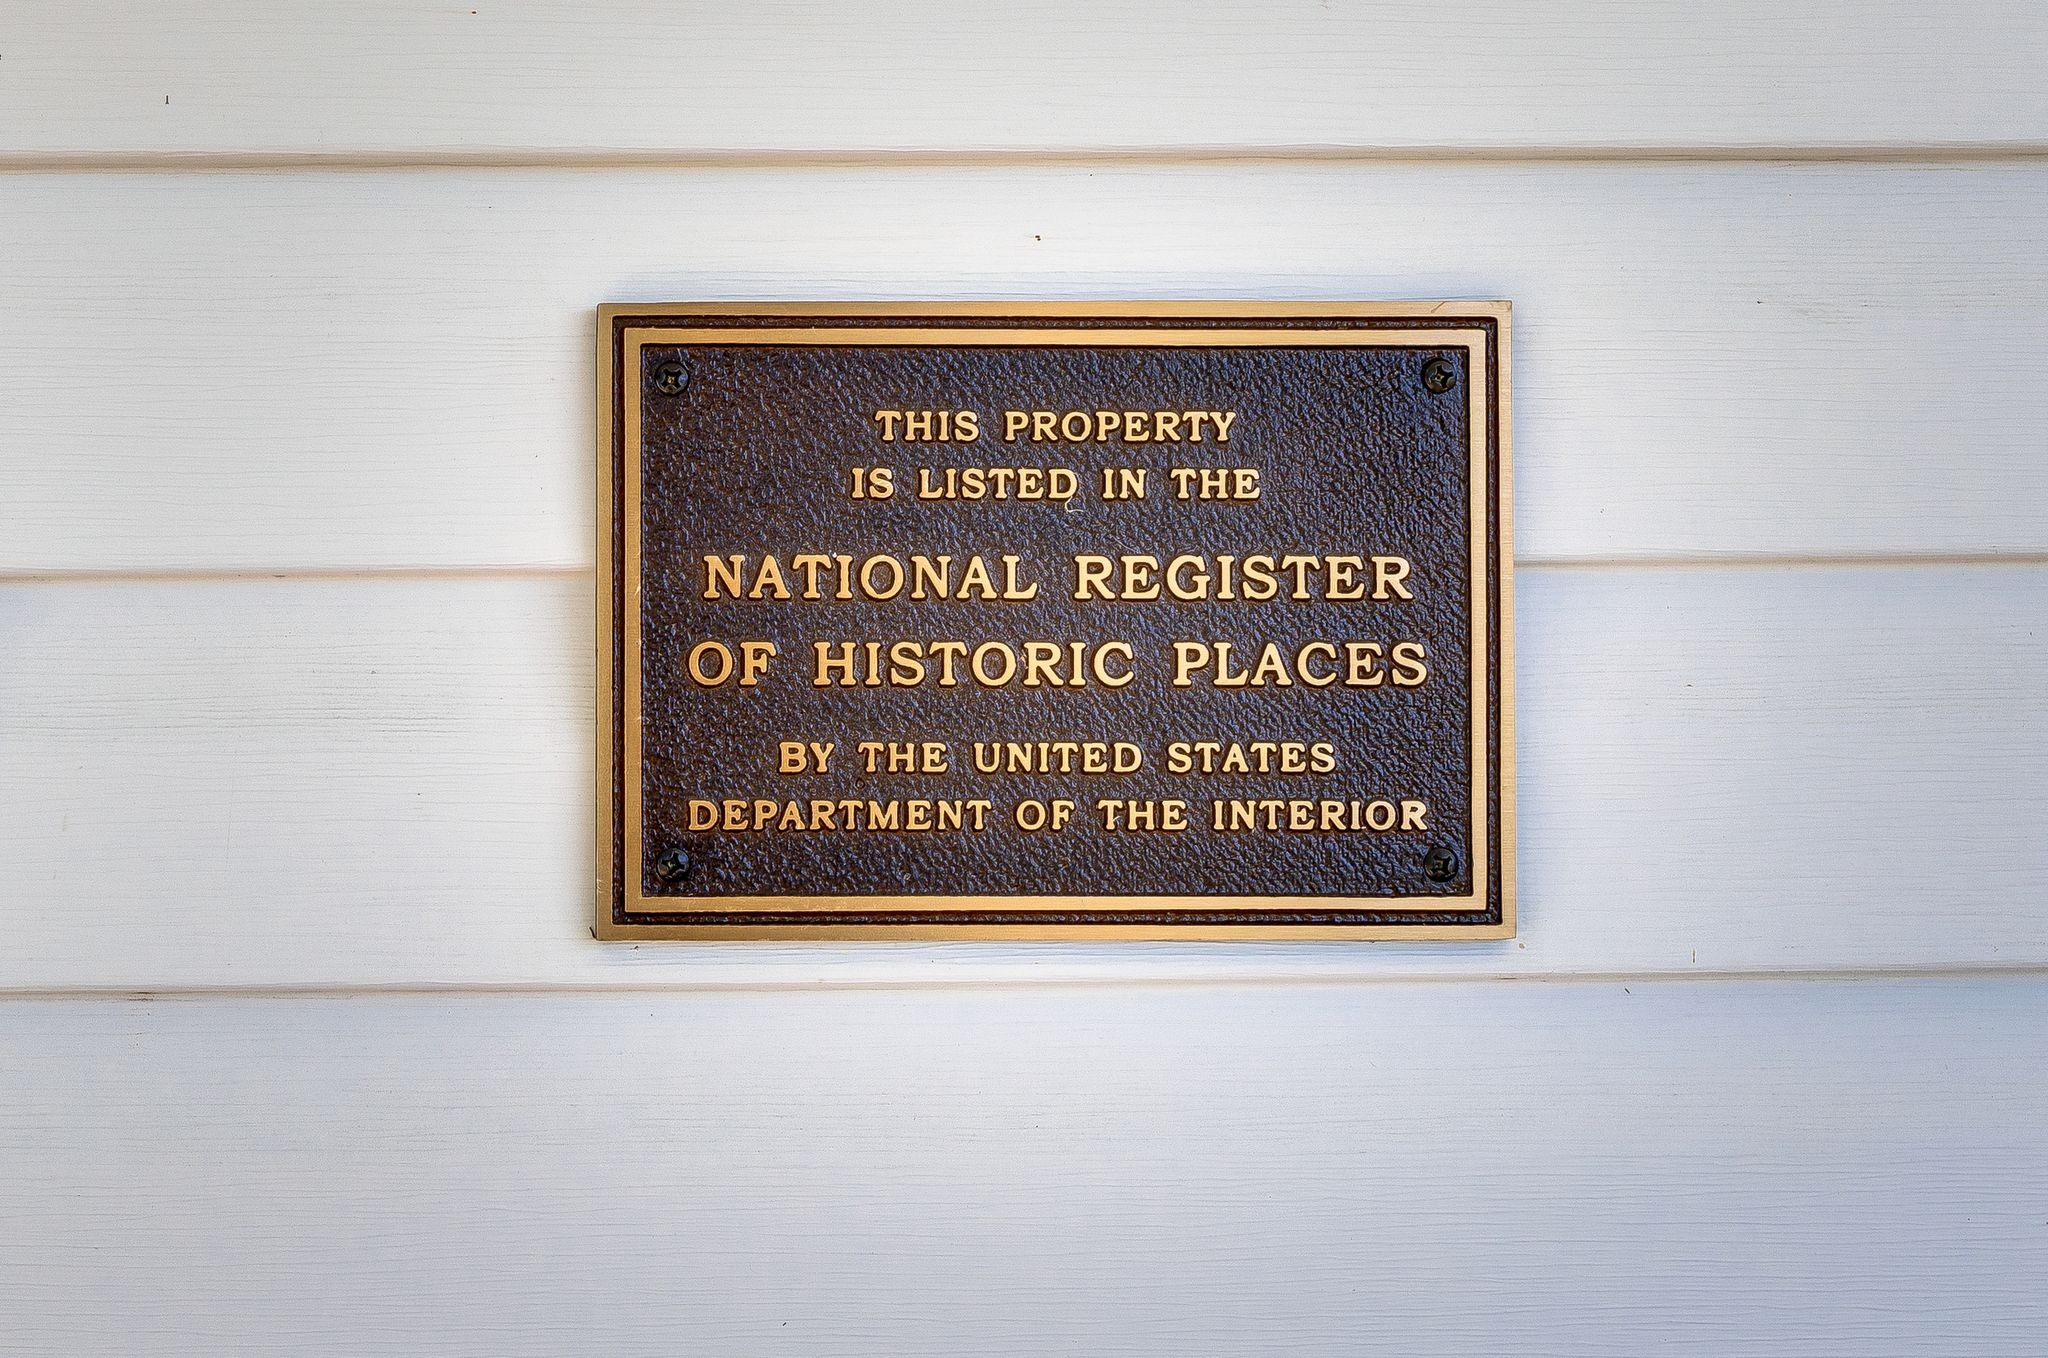 THIS PROPERTY
IS LISTED IN THE
NATIONAL REGISTER
OF HISTORIC PLACES
BY THE UNITED STATES
DEPARTMENT OF THE INTERIOR